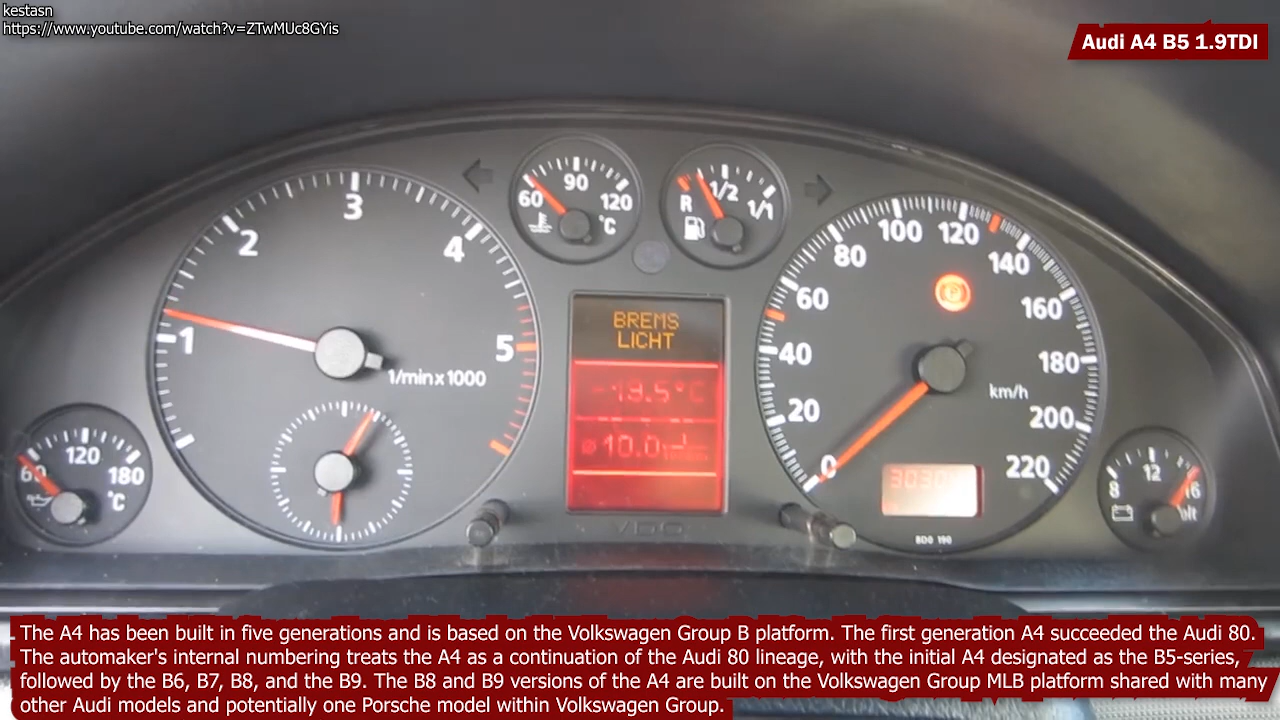 kestasn
https://www.youtube.com/watch?v=ZTwMUc8GYis
Audi A4 B5 1.9TDI
60 90 120
°C
R 1/2 1/1
1 2 3 4 5
1/min x 1000
BREMS
LICHT
-19.5°C
ø 10.0
0 20 40 60 80 100 120 140 160 180 200 220
km/h
8D0 190
60 120 180
°C
8 12 16
The A4 has been built in five generations and is based on the Volkswagen Group B platform. The first generation A4 succeeded the Audi 80.
The automaker's internal numbering treats the A4 as a continuation of the Audi 80 lineage, with the initial A4 designated as the B5-series,
followed by the B6, B7, B8, and the B9. The B8 and B9 versions of the A4 are built on the Volkswagen Group MLB platform shared with many
other Audi models and potentially one Porsche model within Volkswagen Group.